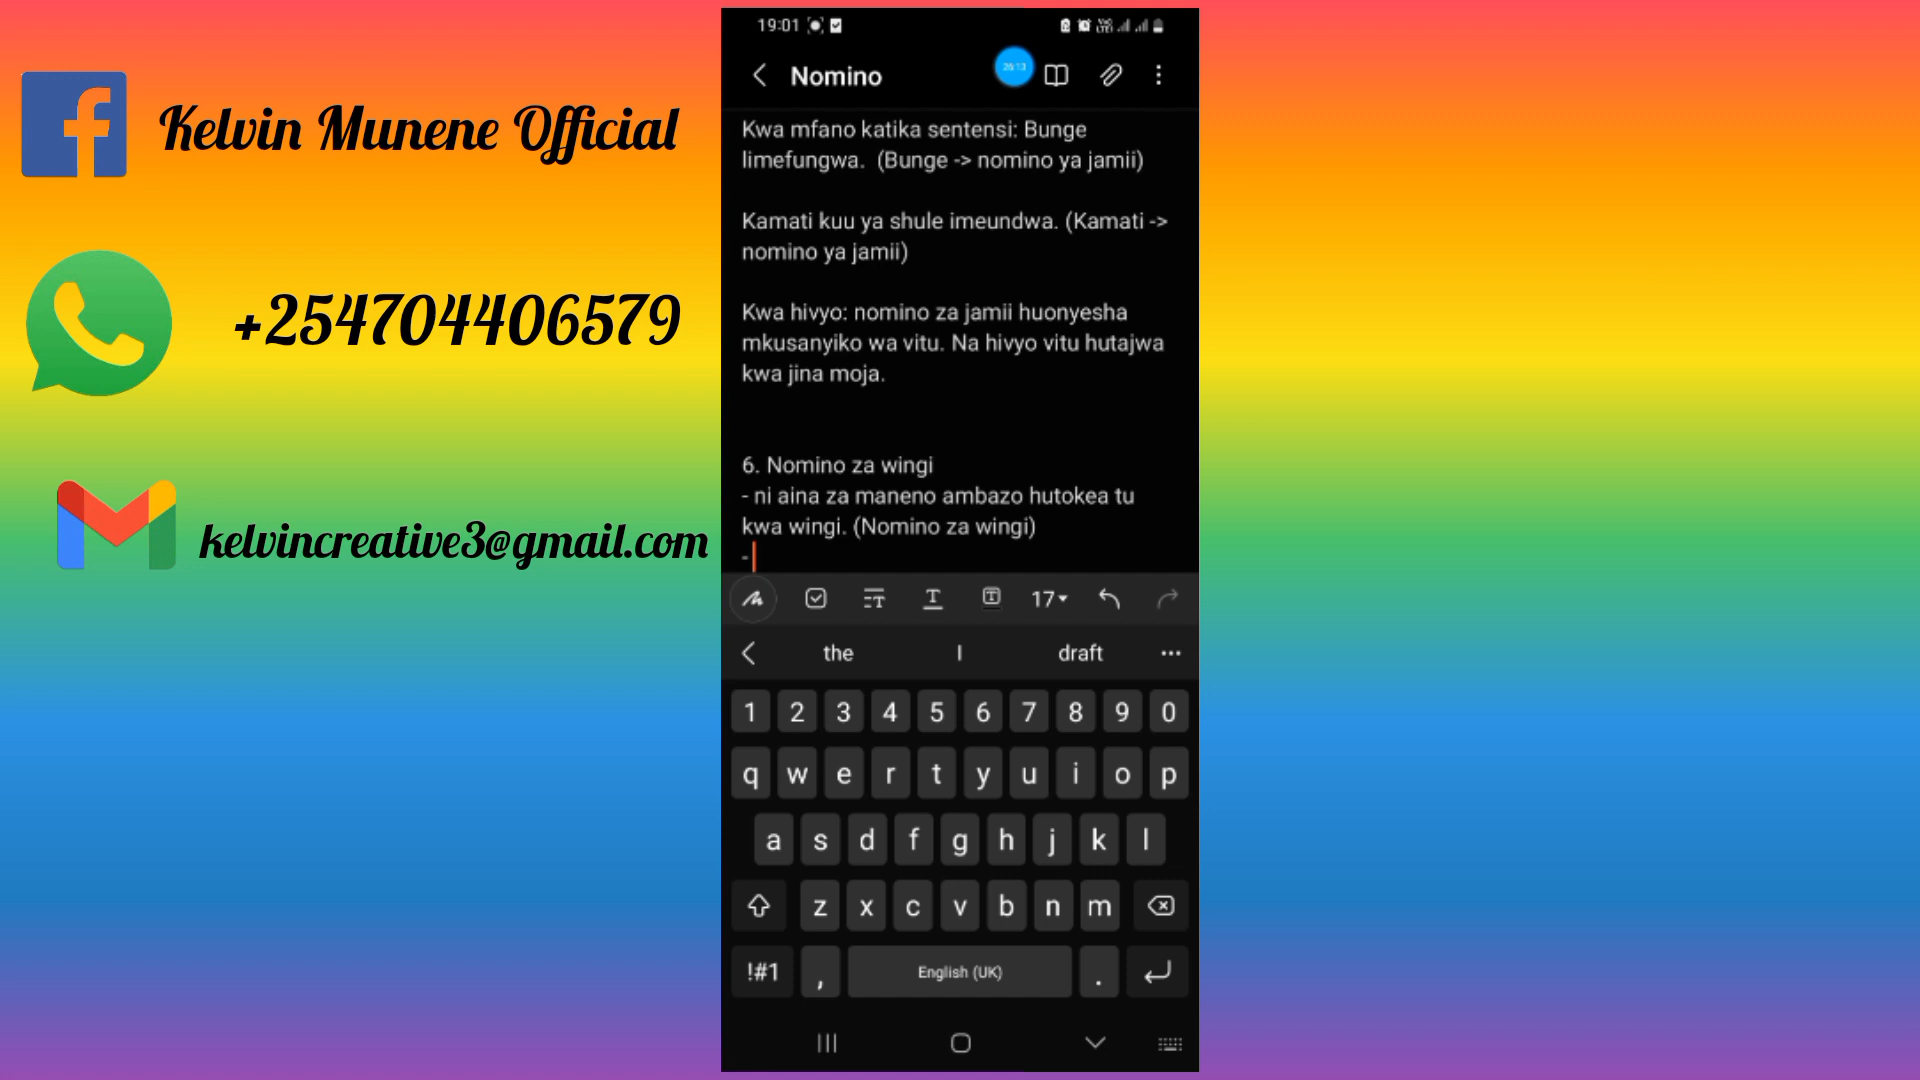 Kelvin Munene Official
+254704406579
kelvincreative3@gmail.com
19:01
Nomino
26:13
Kwa mfano katika sentensi: Bunge
limefungwa. (Bunge -> nomino ya jamii)
Kamati kuu ya shule imeundwa. (Kamati ->
nomino ya jamii)
Kwa hivyo: nomino za jamii huonyesha
mkusanyiko wa vitu. Na hivyo vitu hutajwa
kwa jina moja.
6. Nomino za wingi
- ni aina za maneno ambazo hutokea tu
kwa wingi. (Nomino za wingi)
-
17
the I draft
1 2 3 4 5 6 7 8 9 0
q w e r t y u i o p
a s d f g h j k l
z x c v b n m
!#1 , English (UK) .